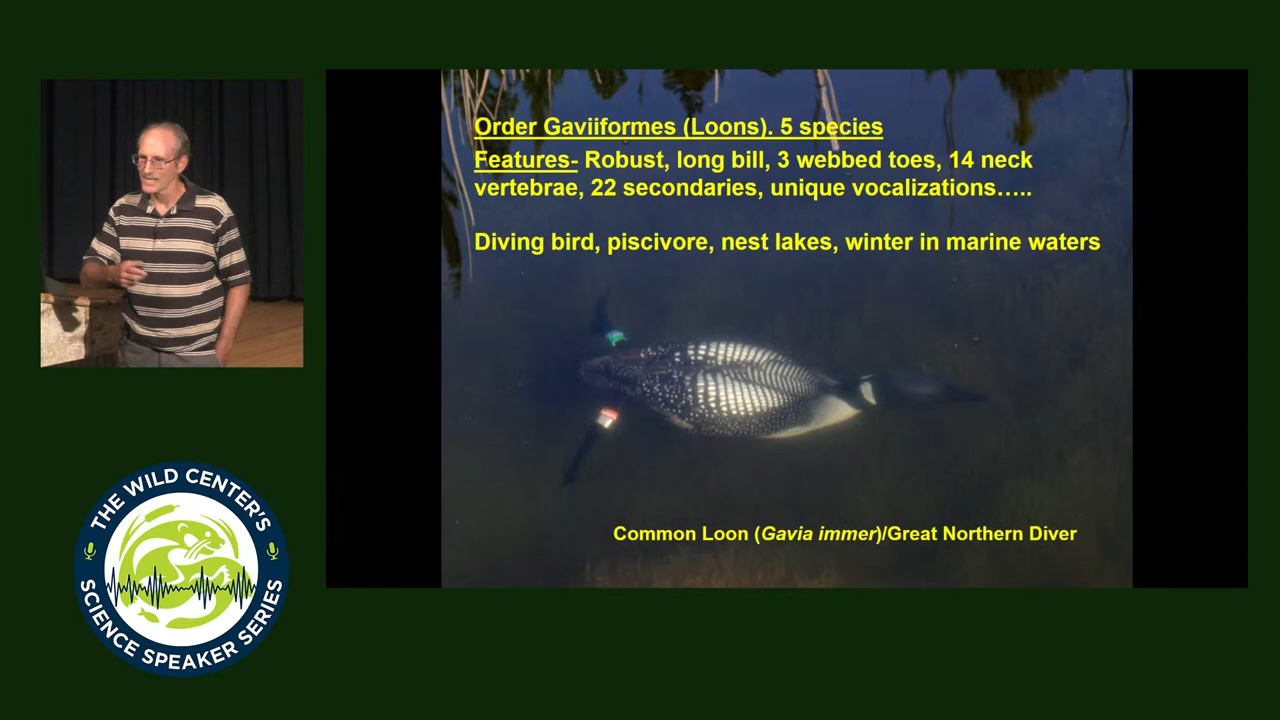 Order Gaviiformes (Loons). 5 species
Features- Robust, long bill, 3 webbed toes, 14 neck
vertebrae, 22 secondaries, unique vocalizations.....
Diving bird, piscivore, nest lakes, winter in marine waters
Common Loon (Gavia immer)/Great Northern Diver
THE WILD CENTER'S
SCIENCE SPEAKER SERIES